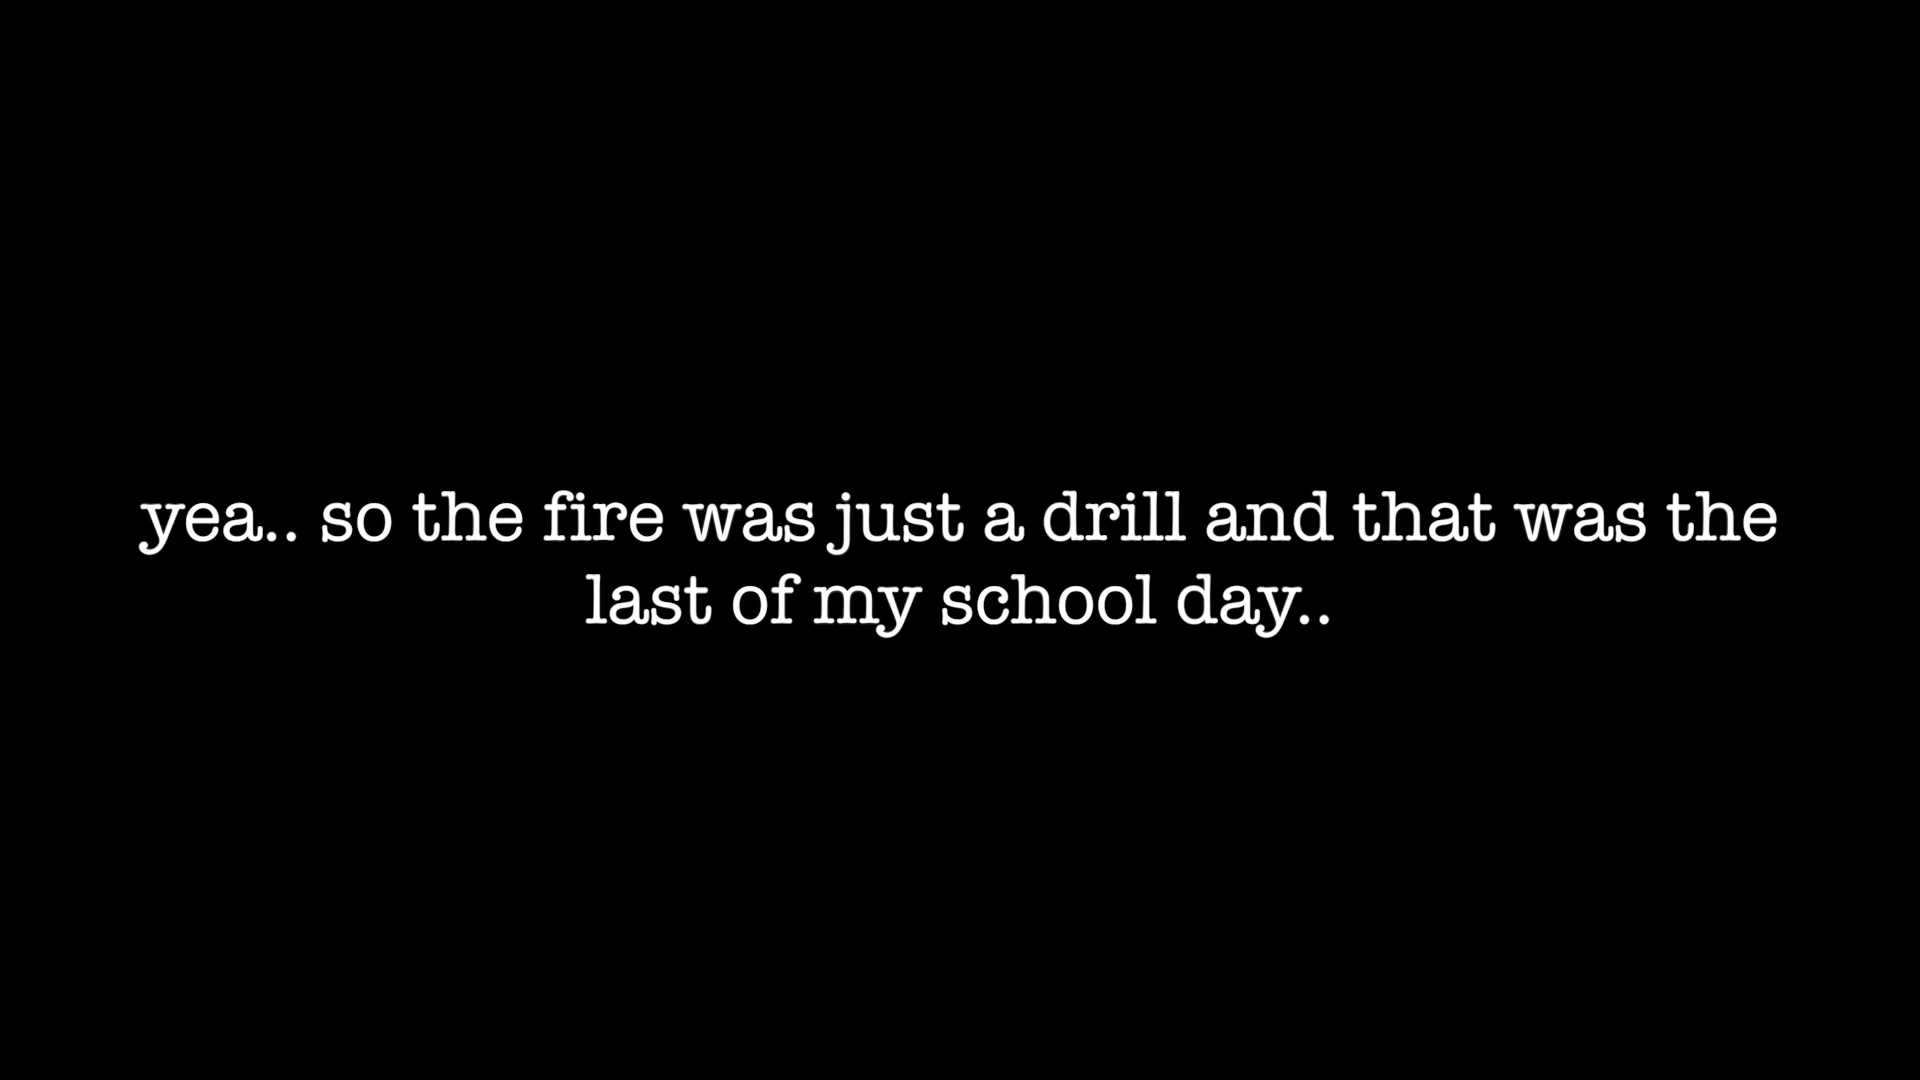 yea.. so the fire was just a drill and that was the
last of my school day..